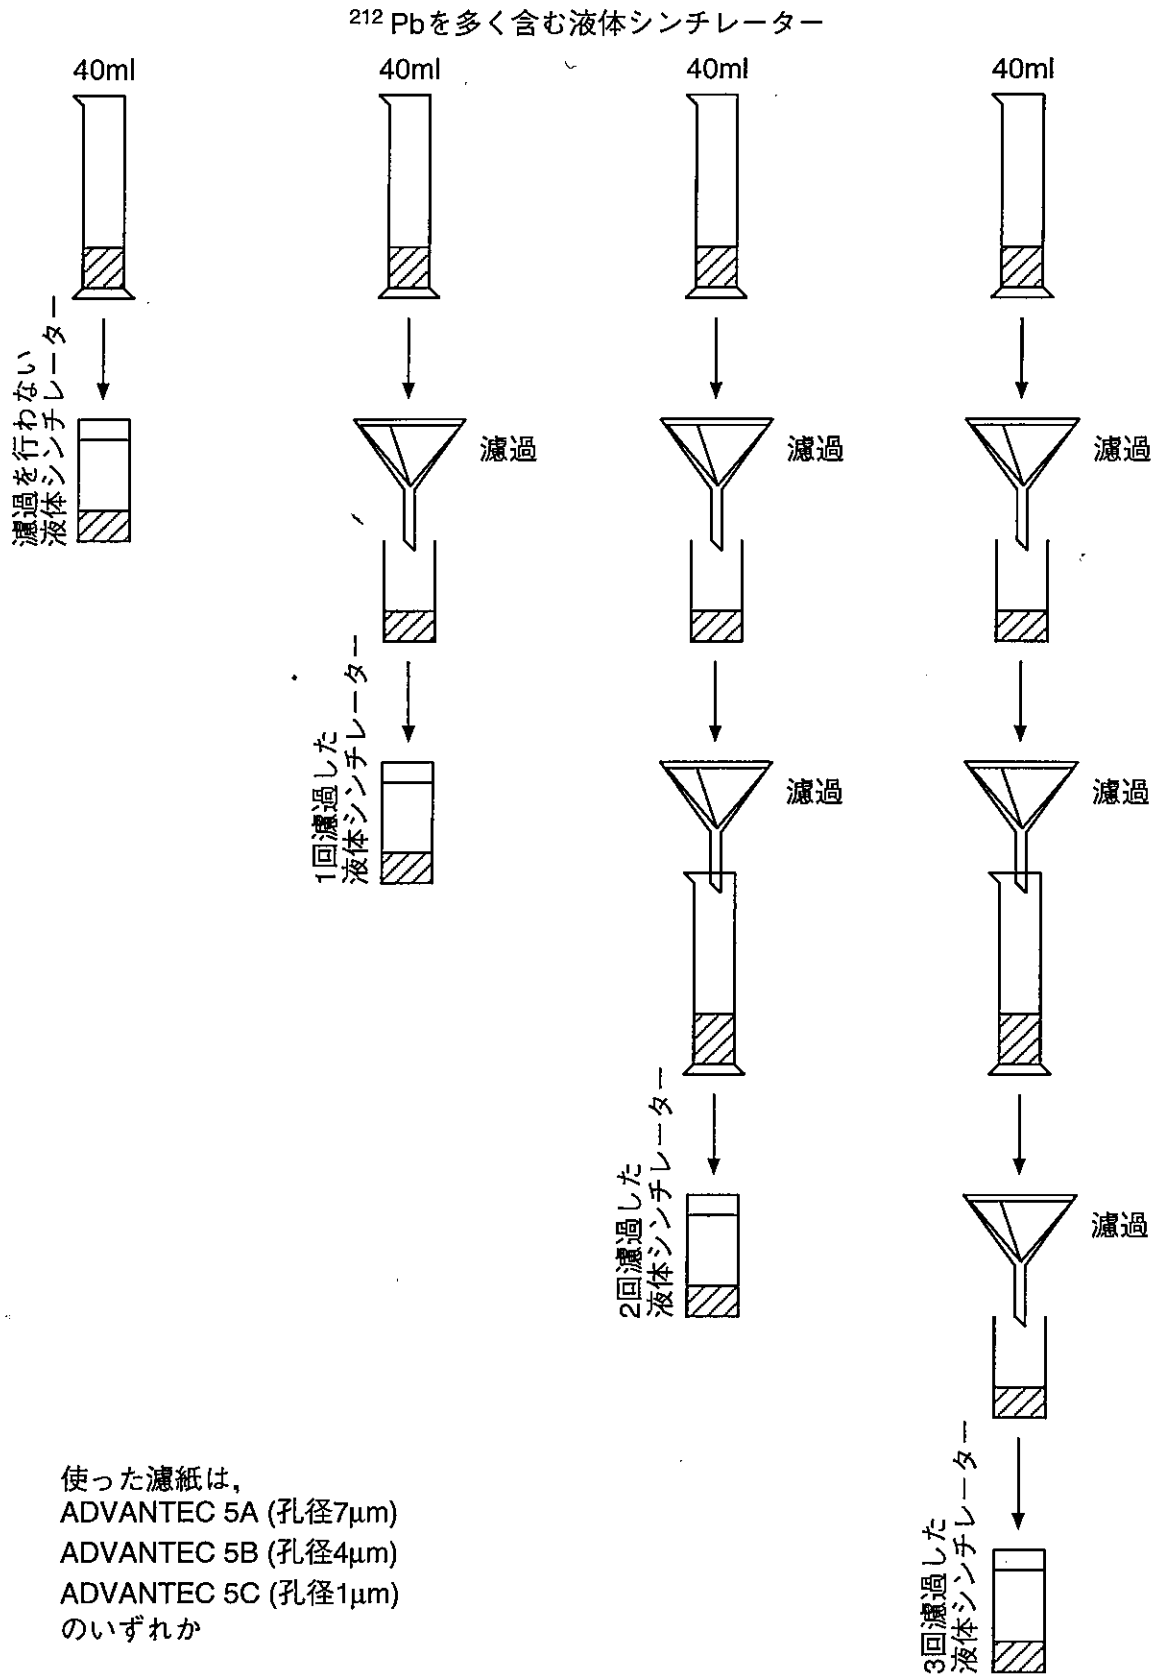 ²¹²Pbを多く含む液体シンチレーター
40ml
40ml
40ml
40ml
濾過を行わない
液体シンチレーター
濾過
濾過
濾過
1回濾過した
液体シンチレーター
濾過
濾過
2回濾過した
液体シンチレーター
濾過
3回濾過した
液体シンチレーター
使った濾紙は,
ADVANTEC 5A (孔径7μm)
ADVANTEC 5B (孔径4μm)
ADVANTEC 5C (孔径1μm)
のいずれか